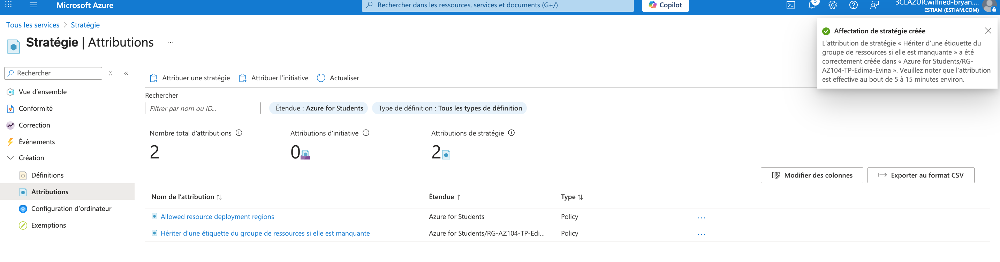 Microsoft Azure
Rechercher dans les ressources, services et documents (G+/)
Copilot
5
3CLAZUR.wilfried-bryan....
ESTIAM (ESTIAM.COM)
Tous les services > Stratégie
Stratégie | Attributions ...
Affectation de stratégie créée
L’attribution de stratégie « Hériter d’une étiquette du
groupe de ressources si elle est manquante » a été
correctement créée dans « Azure for Students/RG-
AZ104-TP-Edima-Evina ». Veuillez noter que l’attribution
est effective au bout de 5 à 15 minutes environ.
Rechercher
Vue d’ensemble
Conformité
Correction
Événements
Création
Définitions
Attributions
Configuration d’ordinateur
Exemptions
Attribuer une stratégie
Attribuer l’initiative
Actualiser
Rechercher
Filtrer par nom ou ID...
Étendue : Azure for Students
Type de définition : Tous les types de définition
Nombre total d’attributions
2
Attributions d’initiative
0
Attributions de stratégie
2
Modifier des colonnes
Exporter au format CSV
Nom de l’attribution Étendue Type
Allowed resource deployment regions Azure for Students Policy ...
Hériter d’une étiquette du groupe de ressources si elle est manquante Azure for Students/RG-AZ104-TP-Edi... Policy ...